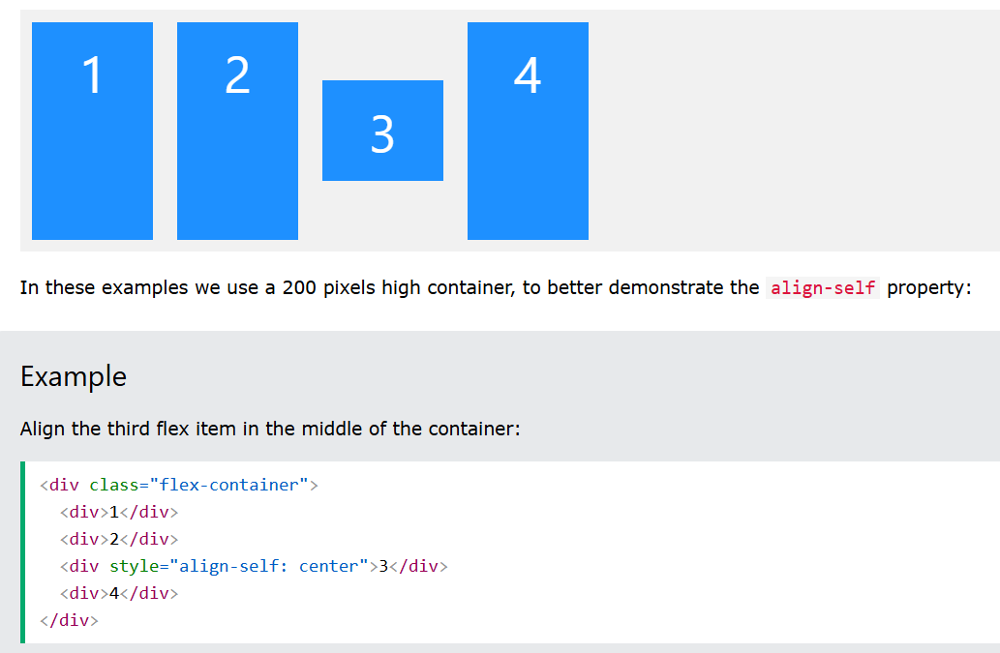 1 2 3 4
In these examples we use a 200 pixels high container, to better demonstrate the align-self property:
Example
Align the third flex item in the middle of the container:
<div class="flex-container">
  <div>1</div>
  <div>2</div>
  <div style="align-self: center">3</div>
  <div>4</div>
</div>